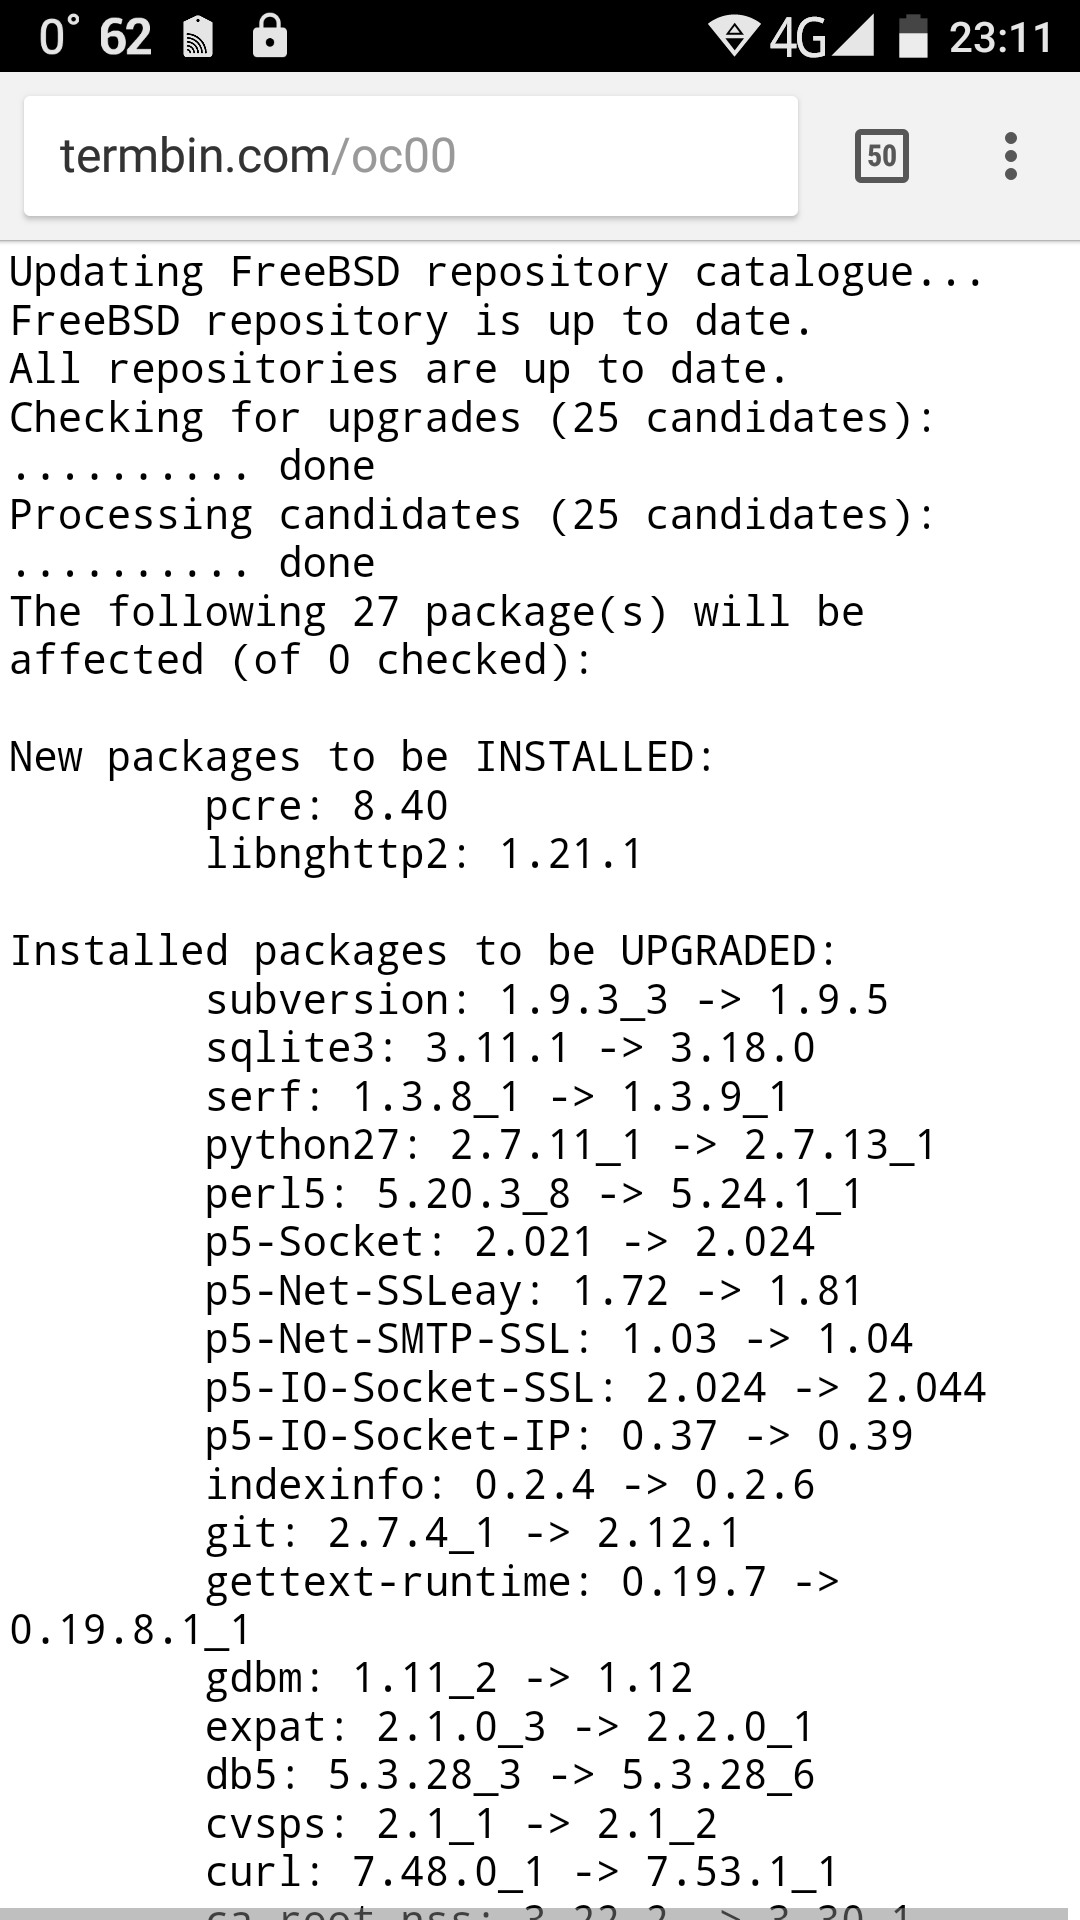 0° 62 4G 23:11
termbin.com/oc00 50
Updating FreeBSD repository catalogue...
FreeBSD repository is up to date.
All repositories are up to date.
Checking for upgrades (25 candidates):
.......... done
Processing candidates (25 candidates):
.......... done
The following 27 package(s) will be
affected (of 0 checked):
New packages to be INSTALLED:
pcre: 8.40
libnghttp2: 1.21.1
Installed packages to be UPGRADED:
subversion: 1.9.3_3 -> 1.9.5
sqlite3: 3.11.1 -> 3.18.0
serf: 1.3.8_1 -> 1.3.9_1
python27: 2.7.11_1 -> 2.7.13_1
perl5: 5.20.3_8 -> 5.24.1_1
p5-Socket: 2.021 -> 2.024
p5-Net-SSLeay: 1.72 -> 1.81
p5-Net-SMTP-SSL: 1.03 -> 1.04
p5-IO-Socket-SSL: 2.024 -> 2.044
p5-IO-Socket-IP: 0.37 -> 0.39
indexinfo: 0.2.4 -> 0.2.6
git: 2.7.4_1 -> 2.12.1
gettext-runtime: 0.19.7 ->
0.19.8.1_1
gdbm: 1.11_2 -> 1.12
expat: 2.1.0_3 -> 2.2.0_1
db5: 5.3.28_3 -> 5.3.28_6
cvsps: 2.1_1 -> 2.1_2
curl: 7.48.0_1 -> 7.53.1_1